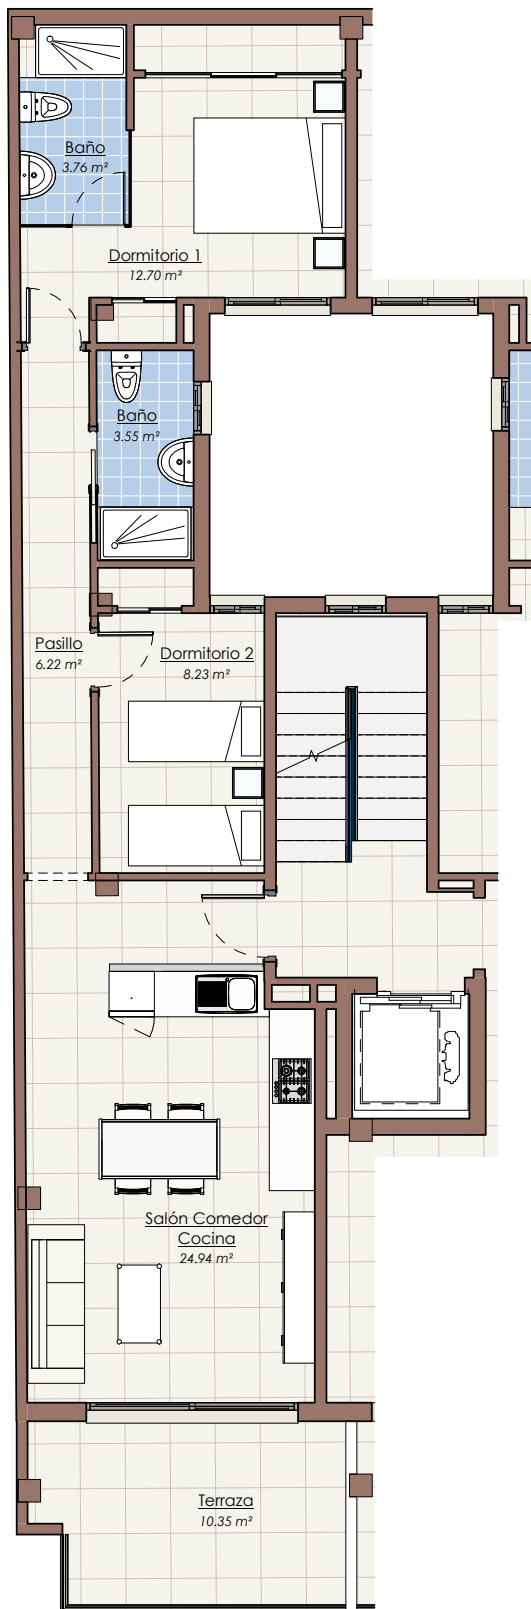 Baño
3.76 m²
Dormitorio 1
12.70 m²
Baño
3.55 m²
Pasillo
6.22 m²
Dormitorio 2
8.23 m²
Salón Comedor
Cocina
24.94 m²
Terraza
10.35 m²